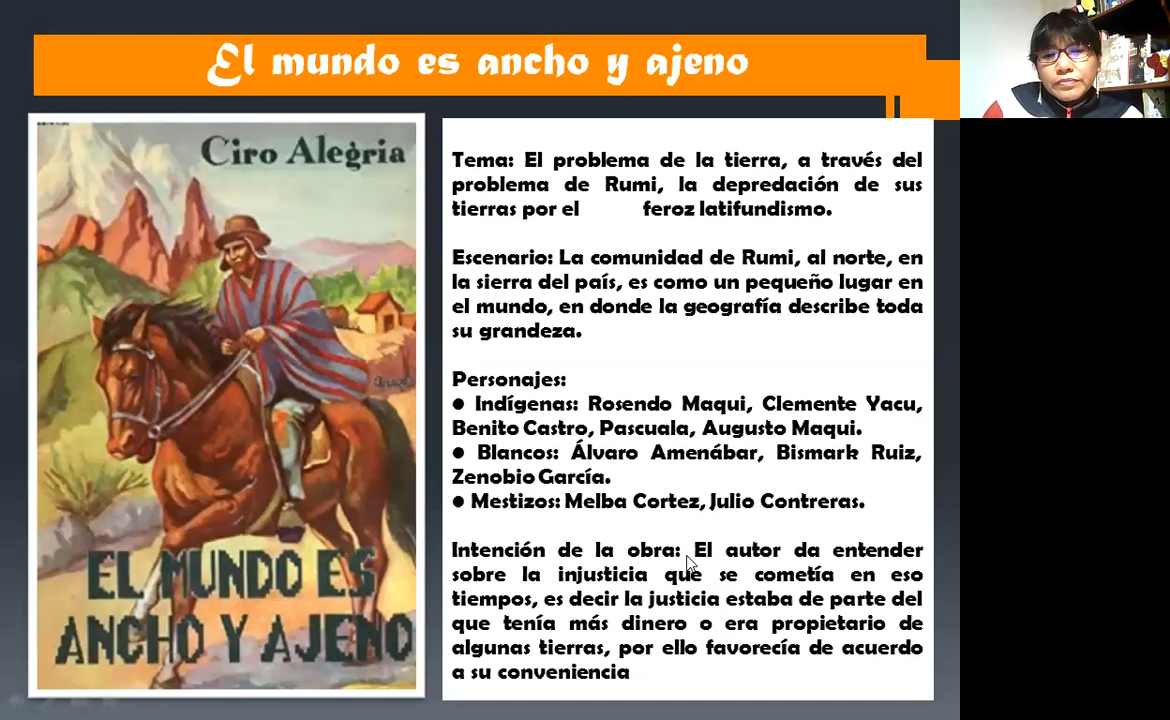 El mundo es ancho y ajeno
Ciro Alegría
EL MUNDO ES
ANCHO Y AJENO
Tema: El problema de la tierra, a través del
problema de Rumi, la depredación de sus
tierras por el feroz latifundismo.
Escenario: La comunidad de Rumi, al norte, en
la sierra del país, es como un pequeño lugar en
el mundo, en donde la geografía describe toda
su grandeza.
Personajes:
● Indígenas: Rosendo Maqui, Clemente Yacu,
Benito Castro, Pascuala, Augusto Maqui.
● Blancos: Álvaro Amenábar, Bismark Ruiz,
Zenobio García.
● Mestizos: Melba Cortez, Julio Contreras.
Intención de la obra: El autor da entender
sobre la injusticia que se cometía en eso
tiempos, es decir la justicia estaba de parte del
que tenía más dinero o era propietario de
algunas tierras, por ello favorecía de acuerdo
a su conveniencia